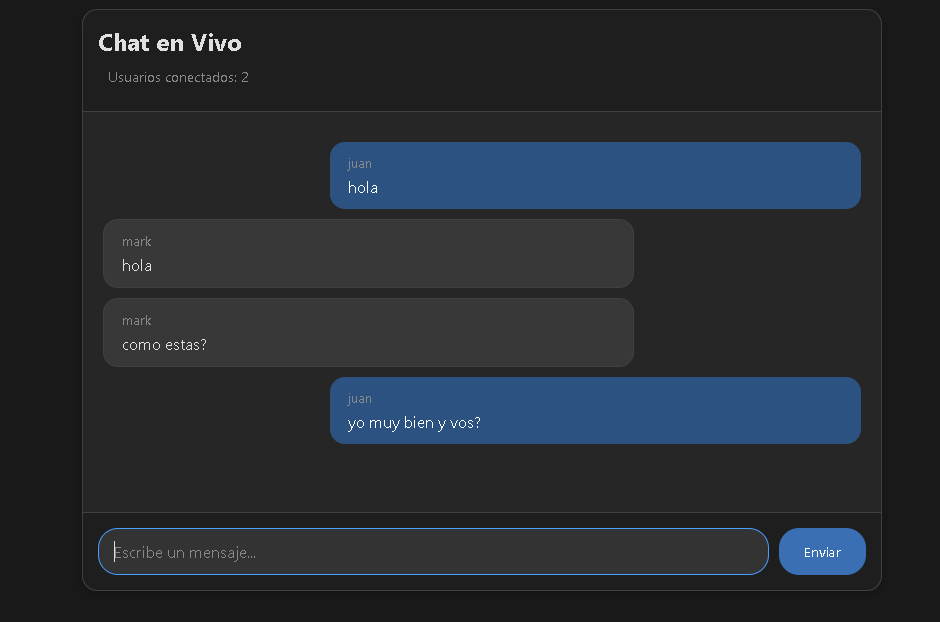 Chat en Vivo
Usuarios conectados: 2
juan
hola
mark
hola
mark
como estas?
juan
yo muy bien y vos?
Escribe un mensaje...
Enviar